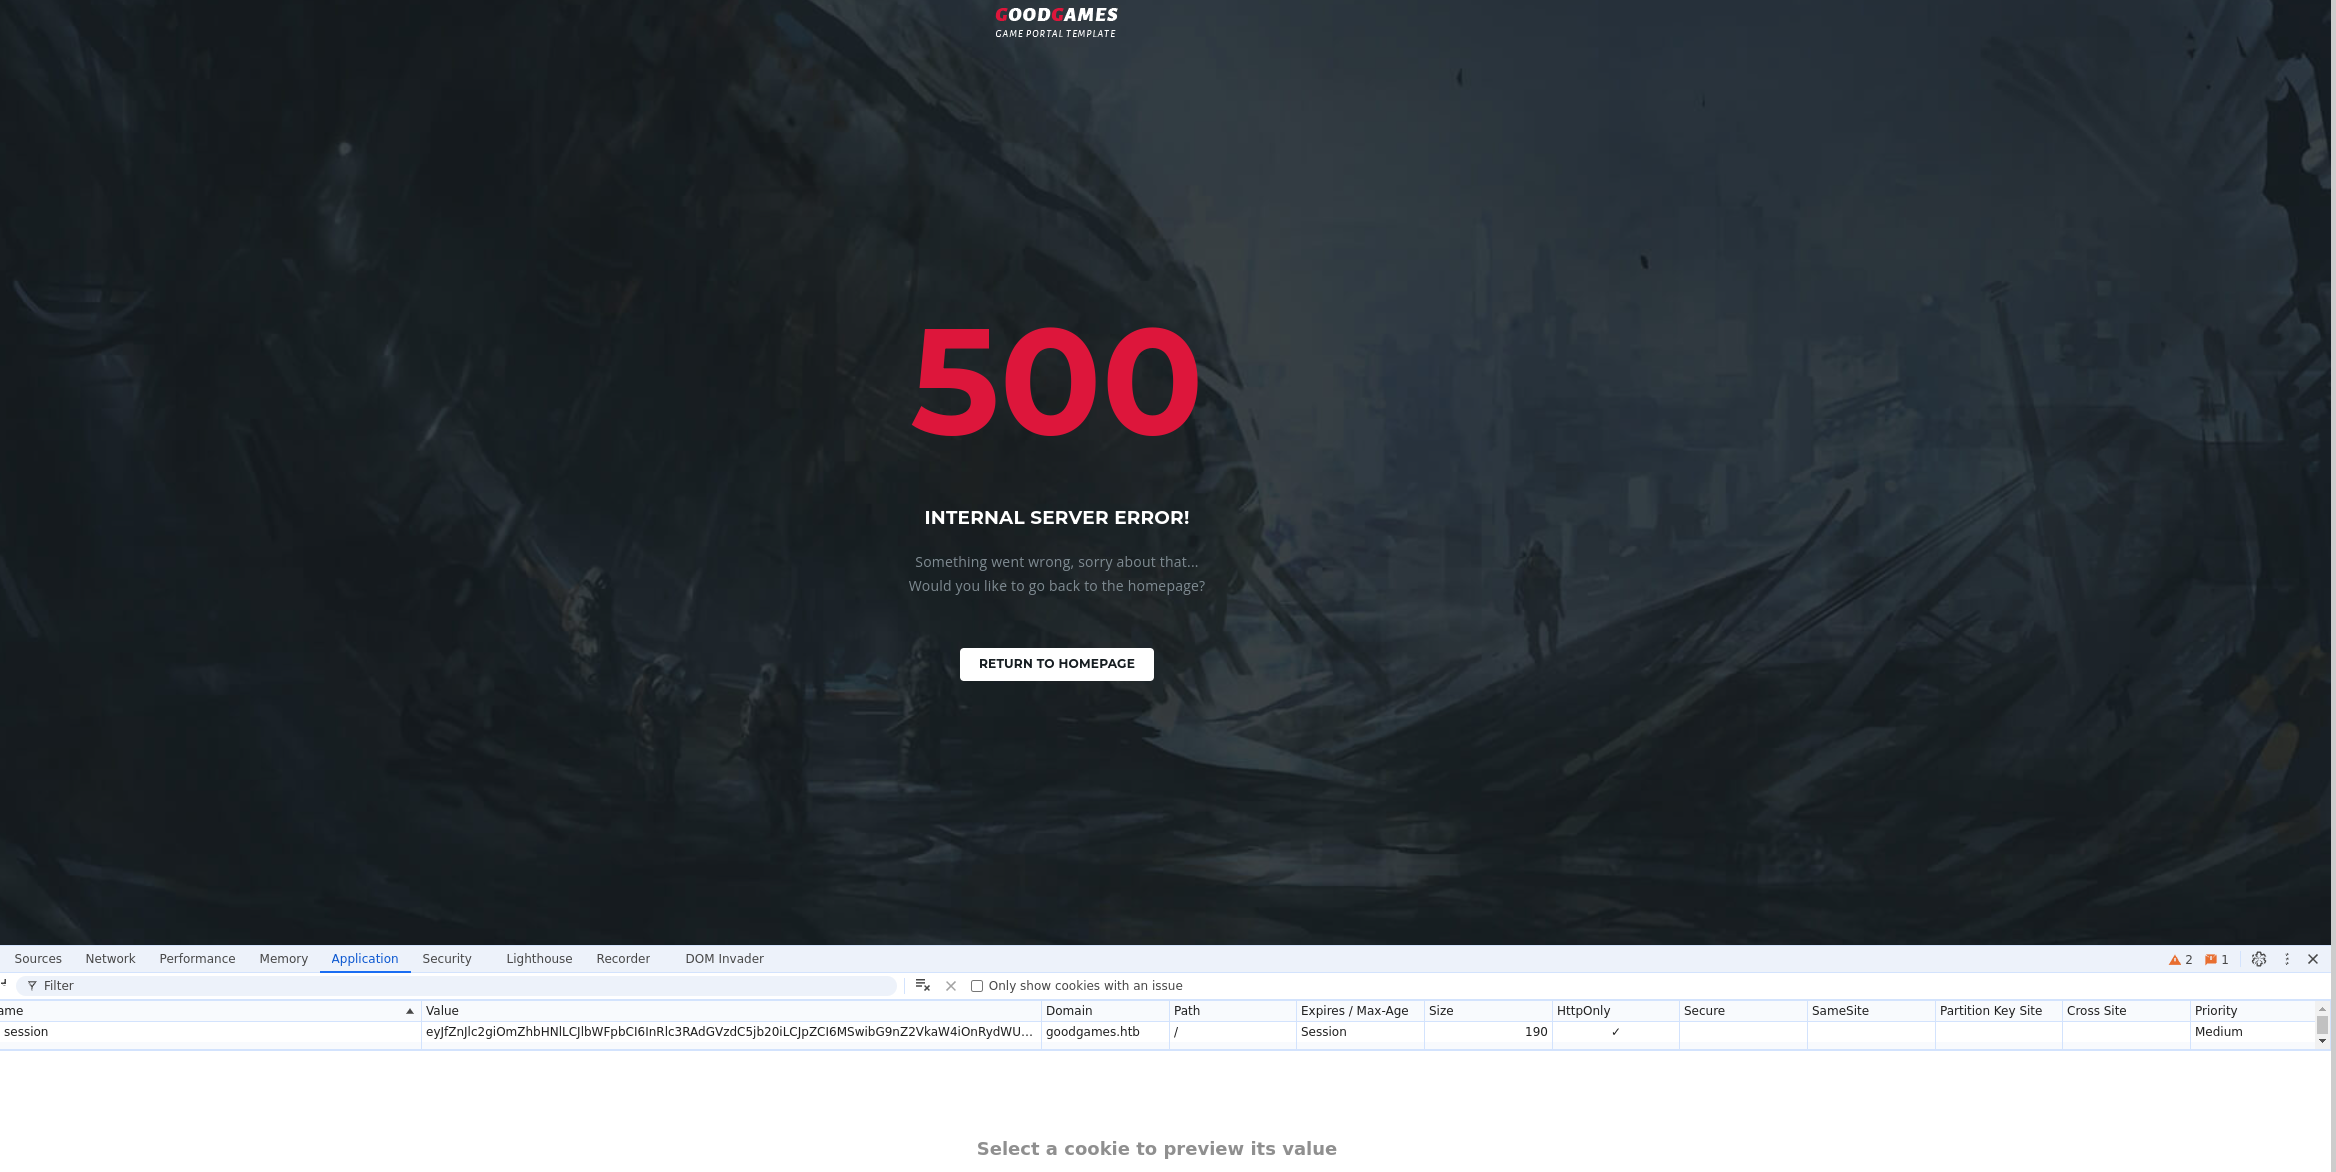 GOODGAMES
GAME PORTAL TEMPLATE
500
INTERNAL SERVER ERROR!
Something went wrong, sorry about that...
Would you like to go back to the homepage?
RETURN TO HOMEPAGE
Sources Network Performance Memory Application Security Lighthouse Recorder DOM Invader 2 1
Filter Only show cookies with an issue
ame Value Domain Path Expires / Max-Age Size HttpOnly Secure SameSite Partition Key Site Cross Site Priority
session eyJfZnJlc2giOmZhbHNlLCJlbWFpbCI6InRlc3RAdGVzdC5jb20iLCJpZCI6MSwibG9nZ2VkaW4iOnRydWU... goodgames.htb / Session 190 ✓ Medium
Select a cookie to preview its value